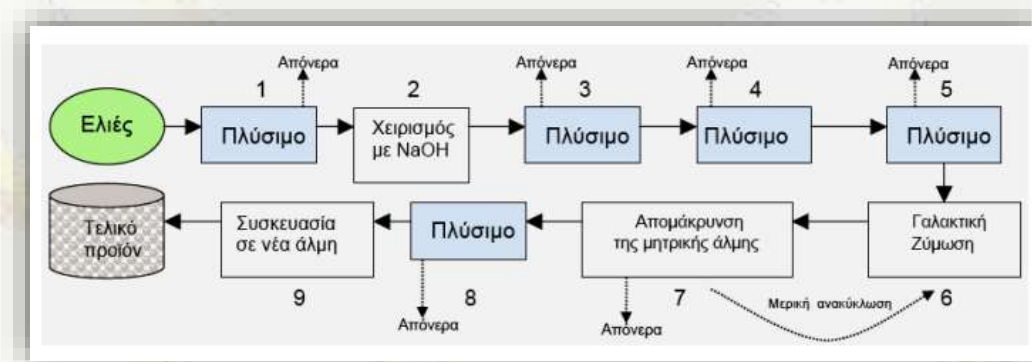 Απόνερα
Απόνερα
Απόνερα
Απόνερα
1
2
3
4
5
Ελιές
Πλύσιμο
Χειρισμός
με NaOH
Πλύσιμο
Πλύσιμο
Πλύσιμο
Τελικό
προϊόν
Συσκευασία
σε νέα άλμη
Πλύσιμο
Απομάκρυνση
της μητρικής άλμης
Γαλακτική
Ζύμωση
9
8
7
Μερική ανακύκλωση
6
Απόνερα
Απόνερα